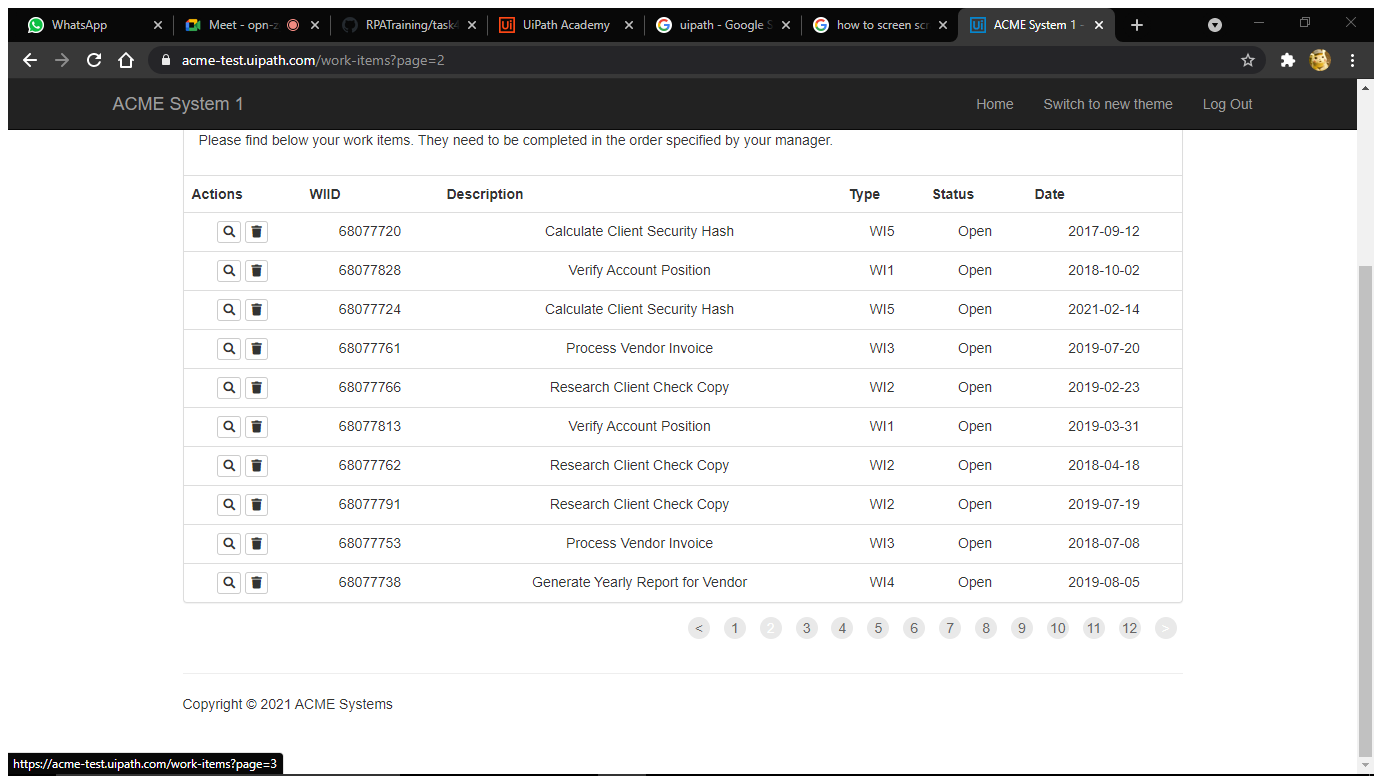 WhatsApp Meet - opn-z RPATraining/task4 UiPath Academy uipath - Google S how to screen scr ACME System 1 -
acme-test.uipath.com/work-items?page=2
ACME System 1 Home Switch to new theme Log Out
Please find below your work items. They need to be completed in the order specified by your manager.
Actions WIID Description Type Status Date
68077720 Calculate Client Security Hash WI5 Open 2017-09-12
68077828 Verify Account Position WI1 Open 2018-10-02
68077724 Calculate Client Security Hash WI5 Open 2021-02-14
68077761 Process Vendor Invoice WI3 Open 2019-07-20
68077766 Research Client Check Copy WI2 Open 2019-02-23
68077813 Verify Account Position WI1 Open 2019-03-31
68077762 Research Client Check Copy WI2 Open 2018-04-18
68077791 Research Client Check Copy WI2 Open 2019-07-19
68077753 Process Vendor Invoice WI3 Open 2018-07-08
68077738 Generate Yearly Report for Vendor WI4 Open 2019-08-05
< 1 2 3 4 5 6 7 8 9 10 11 12 >
Copyright © 2021 ACME Systems
https://acme-test.uipath.com/work-items?page=3